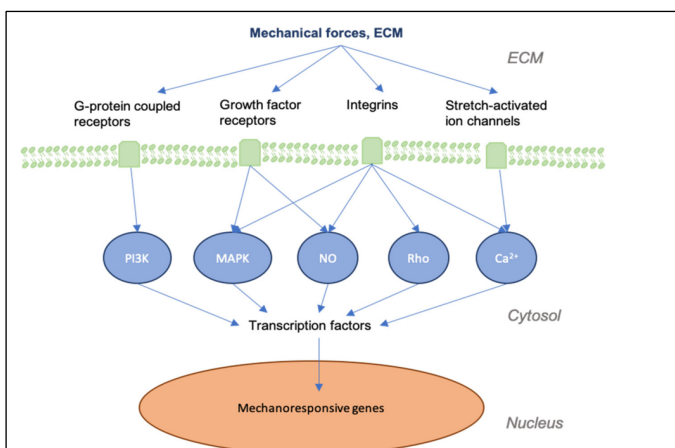 Mechanical forces, ECM
ECM
G-protein coupled
receptors
Growth factor
receptors
Integrins
Stretch-activated
ion channels
PI3K
MAPK
NO
Rho
Ca²⁺
Transcription factors
Cytosol
Mechanoresponsive genes
Nucleus